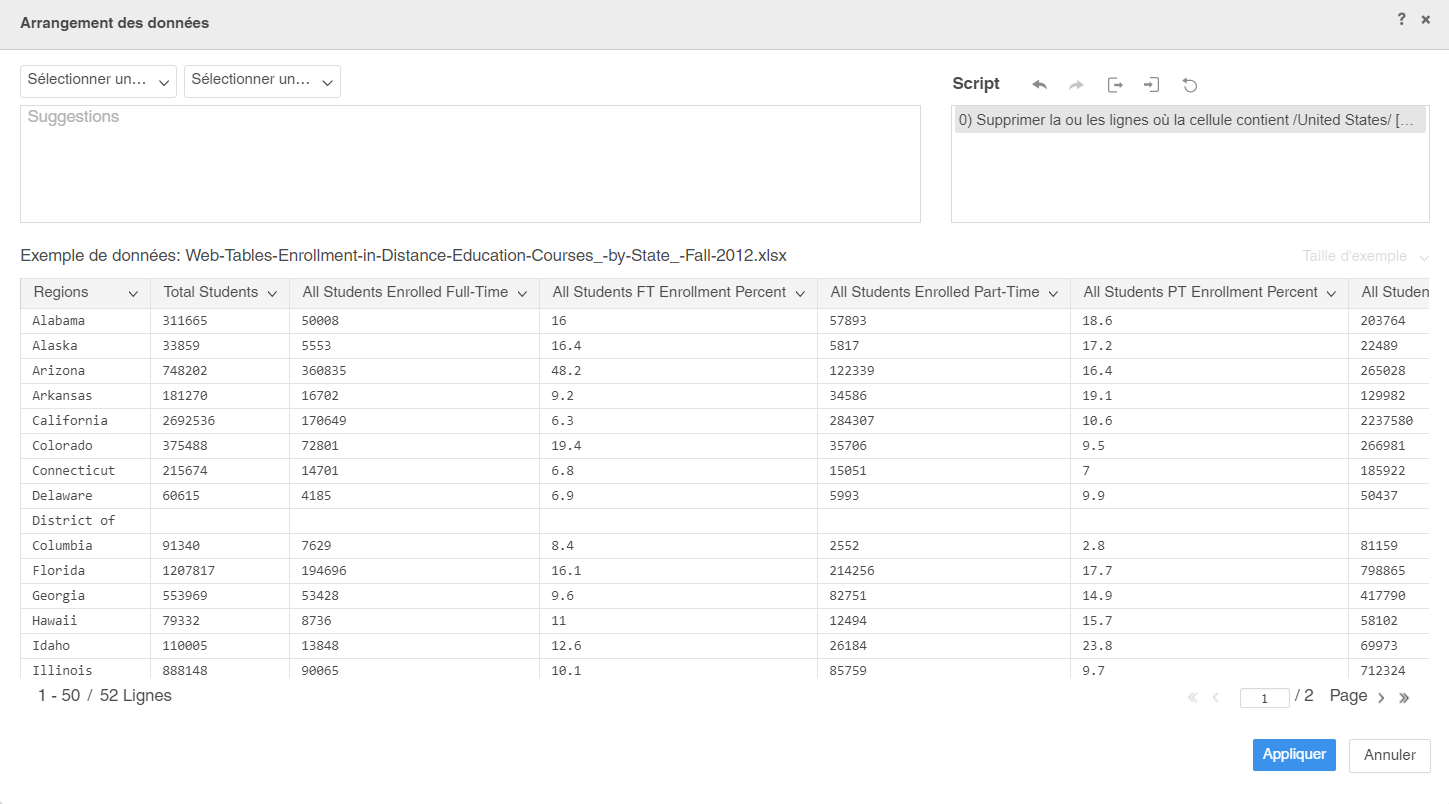 Arrangement des données
?
Sélectionner un... Sélectionner un...
Script
Suggestions
0) Supprimer la ou les lignes où la cellule contient /United States/ [...
Exemple de données: Web-Tables-Enrollment-in-Distance-Education-Courses_-by-State_-Fall-2012.xlsx
Taille d'exemple
Regions Total Students All Students Enrolled Full-Time All Students FT Enrollment Percent All Students Enrolled Part-Time All Students PT Enrollment Percent All Studen
Alabama 311665 50008 16 57893 18.6 203764
Alaska 33859 5553 16.4 5817 17.2 22489
Arizona 748202 360835 48.2 122339 16.4 265028
Arkansas 181270 16702 9.2 34586 19.1 129982
California 2692536 170649 6.3 284307 10.6 2237580
Colorado 375488 72801 19.4 35706 9.5 266981
Connecticut 215674 14701 6.8 15051 7 185922
Delaware 60615 4185 6.9 5993 9.9 50437
District of
Columbia 91340 7629 8.4 2552 2.8 81159
Florida 1207817 194696 16.1 214256 17.7 798865
Georgia 553969 53428 9.6 82751 14.9 417790
Hawaii 79332 8736 11 12494 15.7 58102
Idaho 110005 13848 12.6 26184 23.8 69973
Illinois 888148 90065 10.1 85759 9.7 712324
1 - 50 / 52 Lignes
1 / 2 Page
Appliquer Annuler